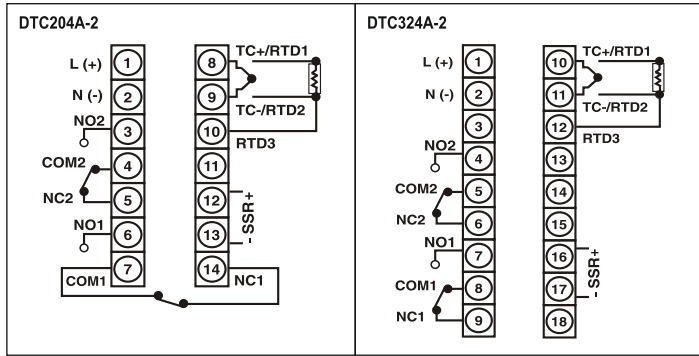 DTC204A-2
L (+) 1
N (-) 2
NO2 3
COM2 4
NC2 5
NO1 6
COM1 7
8 TC+/RTD1
9 TC-/RTD2
10 RTD3
11
12
13
- SSR+
14 NC1
DTC324A-2
L (+) 1
N (-) 2
3
NO2 4
COM2 5
NC2 6
NO1 7
COM1 8
NC1 9
10 TC+/RTD1
11 TC-/RTD2
12 RTD3
13
14
15
16
17
- SSR+
18